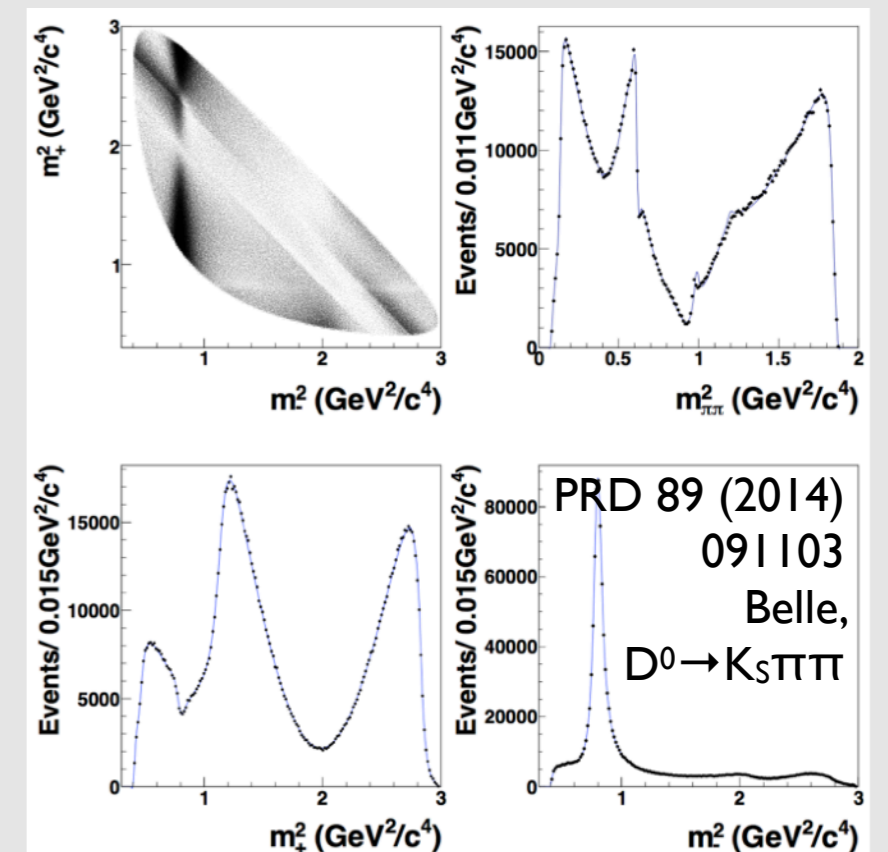 m²₊ (GeV²/c⁴)
3
2
1
1 2 3
m²₋ (GeV²/c⁴)
Events/ 0.011GeV²/c⁴)
15000
10000
5000
0
0 0.5 1 1.5 2
m²ππ (GeV²/c⁴)
Events/ 0.015GeV²/c⁴)
15000
10000
5000
0
1 2 3
m²₊ (GeV²/c⁴)
Events/ 0.015GeV²/c⁴)
80000
60000
40000
20000
0
1 2 3
m²₋ (GeV²/c⁴)
PRD 89 (2014)
091103
Belle,
D⁰→KSππ